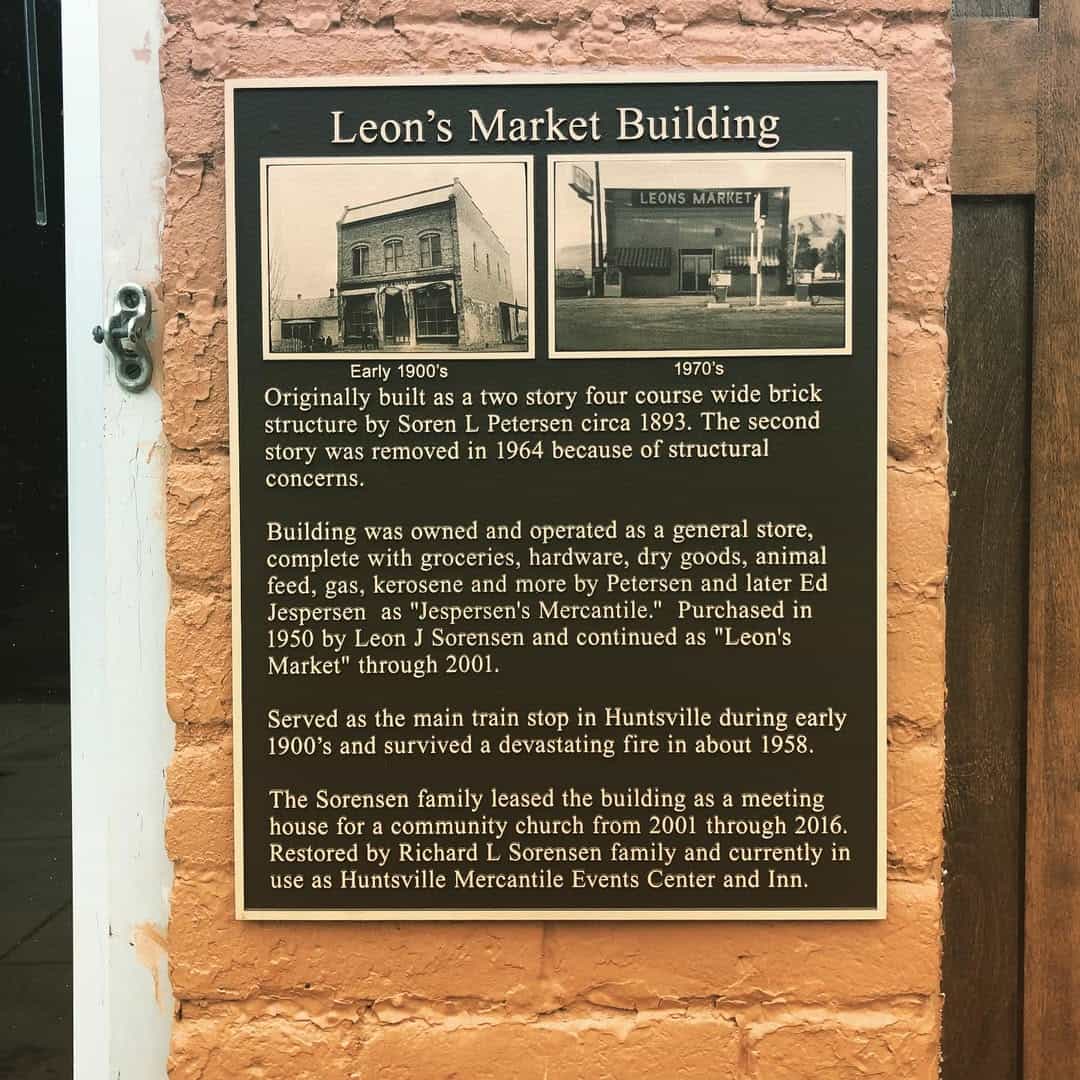 Leon's Market Building
LEONS MARKET
Early 1900's
1970's
Originally built as a two story four course wide brick
structure by Soren L Petersen circa 1893. The second
story was removed in 1964 because of structural
concerns.
Building was owned and operated as a general store,
complete with groceries, hardware, dry goods, animal
feed, gas, kerosene and more by Petersen and later Ed
Jespersen as "Jespersen's Mercantile." Purchased in
1950 by Leon J Sorensen and continued as "Leon's
Market" through 2001.
Served as the main train stop in Huntsville during early
1900's and survived a devastating fire in about 1958.
The Sorensen family leased the building as a meeting
house for a community church from 2001 through 2016.
Restored by Richard L Sorensen family and currently in
use as Huntsville Mercantile Events Center and Inn.